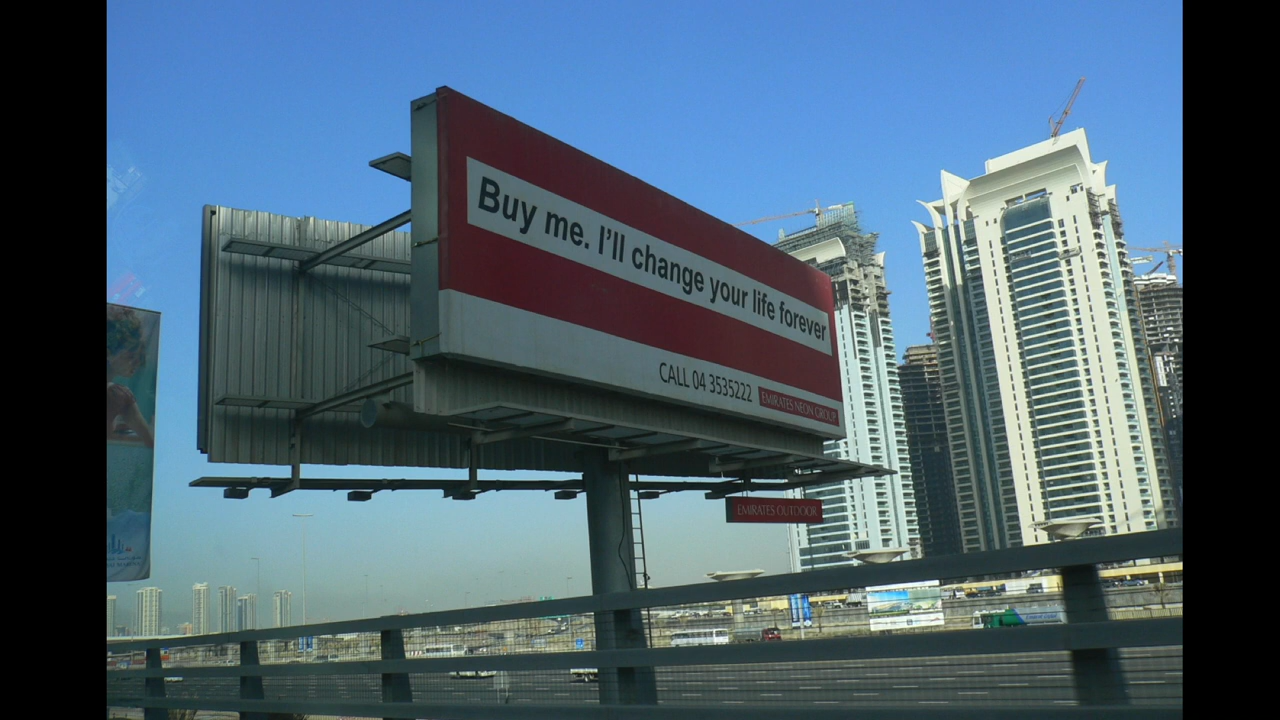 Buy me. I'll change your life forever
CALL 04 3535222
EMIRATES NEON GROUP
EMIRATES OUTDOOR